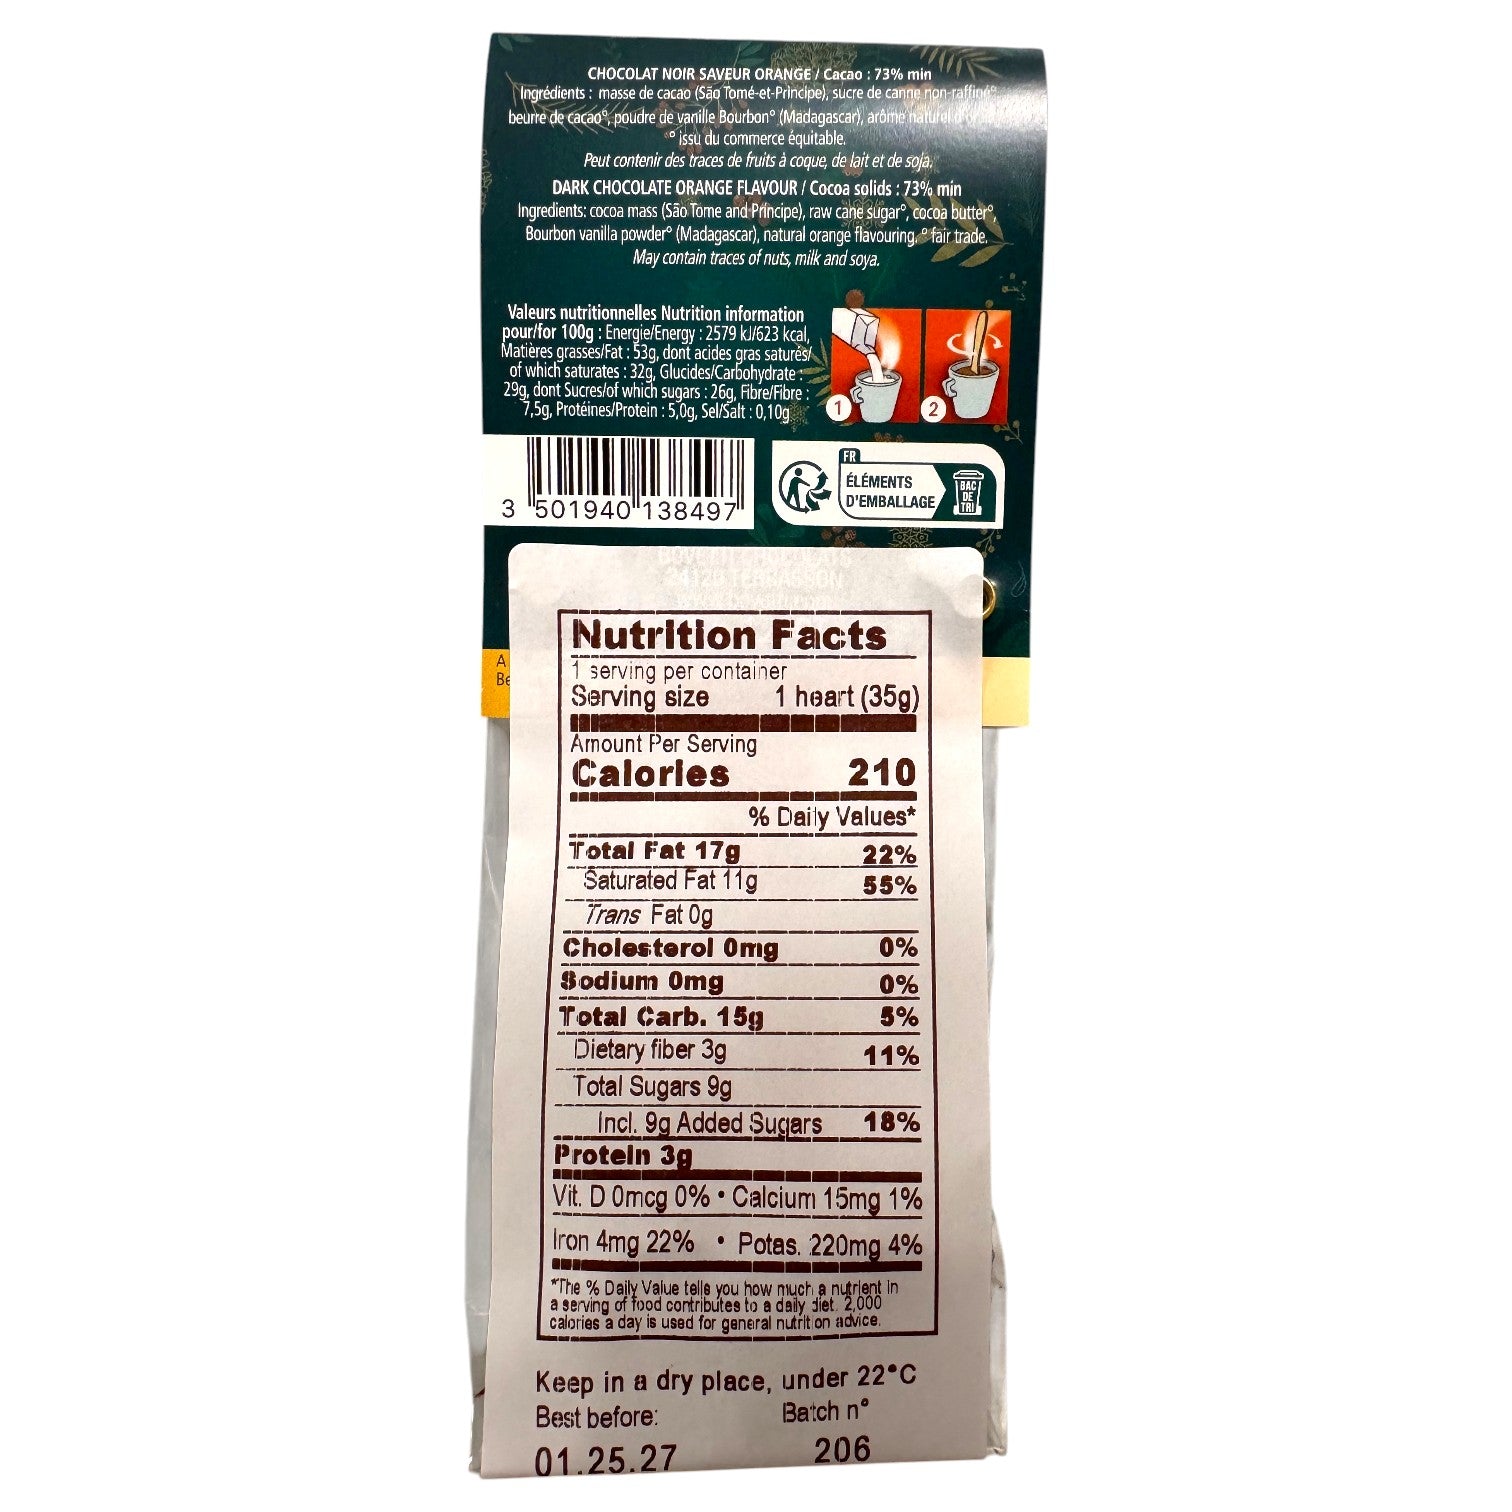 CHOCOLAT NOIR SAVEUR ORANGE / Cacao : 73% min
Ingrédients : masse de cacao (São Tomé-et-Principe), sucre de canne non-raffiné°,
beurre de cacao°, poudre de vanille Bourbon° (Madagascar), arôme naturel
° issu du commerce équitable.
Peut contenir des traces de fruits à coque, de lait et de soja.
DARK CHOCOLATE ORANGE FLAVOUR / Cocoa solids : 73% min
Ingredients: cocoa mass (São Tome and Príncipe), raw cane sugar°, cocoa butter°,
Bourbon vanilla powder° (Madagascar), natural orange flavouring. ° fair trade.
May contain traces of nuts, milk and soya.
Valeurs nutritionnelles Nutrition information
pour/for 100g : Energie/Energy : 2579 kJ/623 kcal,
Matières grasses/Fat : 53g, dont acides gras saturés/
of which saturates : 32g, Glucides/Carbohydrate :
29g, dont Sucres/of which sugars : 26g, Fibre/Fibre :
7,5g, Protéines/Protein : 5,0g, Sel/Salt : 0,10g
1
2
3 501940 138497
FR
ÉLÉMENTS
D'EMBALLAGE
BAC
DE
TRI
BOVETTI CHOCOLATS
24120 TERRASSON
A
Be
Nutrition Facts
1 serving per container
Serving size 1 heart (35g)
Amount Per Serving
Calories 210
% Daily Values*
Total Fat 17g 22%
Saturated Fat 11g 55%
Trans Fat 0g
Cholesterol 0mg 0%
Sodium 0mg 0%
Total Carb. 15g 5%
Dietary fiber 3g 11%
Total Sugars 9g
Incl. 9g Added Sugars 18%
Protein 3g
Vit. D 0mcg 0% • Calcium 15mg 1%
Iron 4mg 22% • Potas. 220mg 4%
*The % Daily Value tells you how much a nutrient in
a serving of food contributes to a daily diet. 2,000
calories a day is used for general nutrition advice.
Keep in a dry place, under 22°C
Best before: Batch n°
01.25.27 206